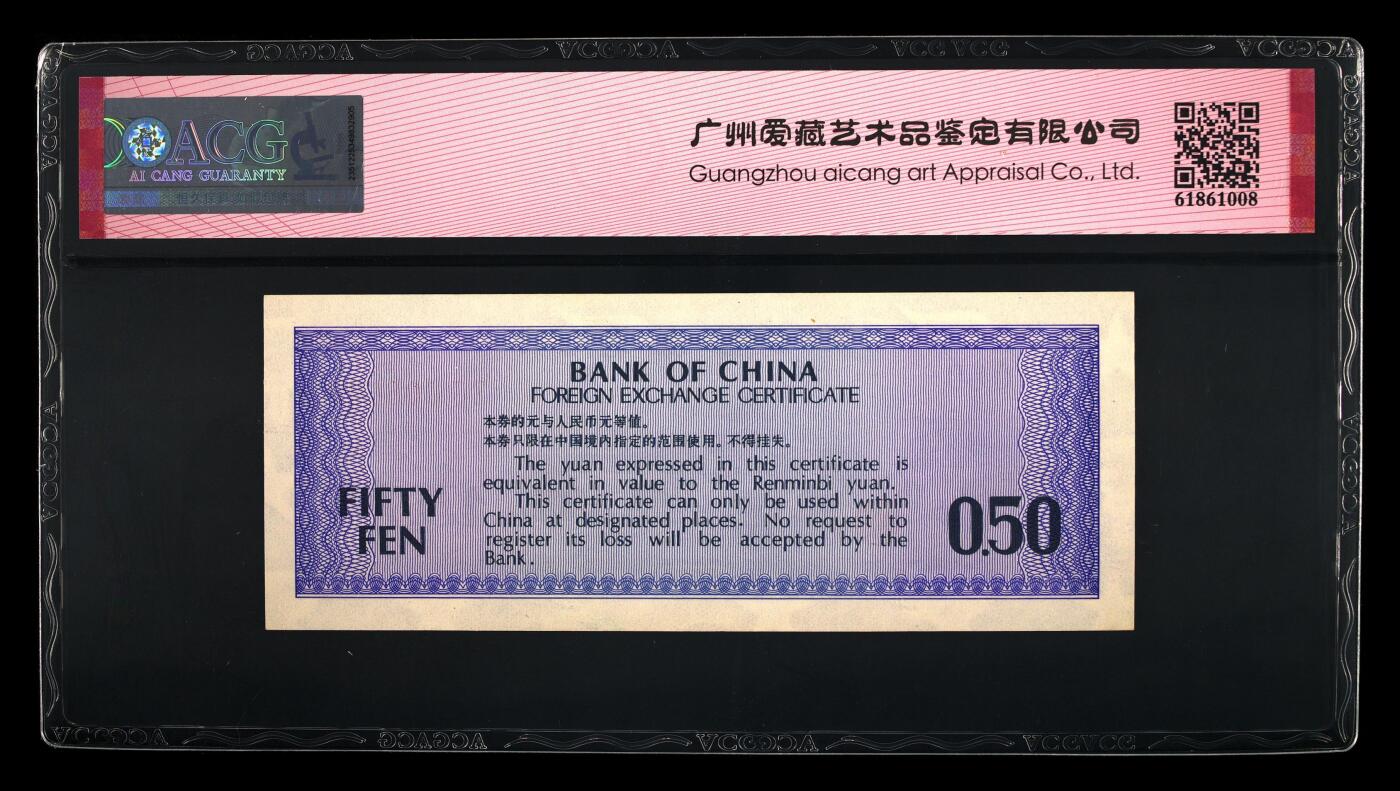 ACG
AI CANG GUARANTY
广州爱藏艺术品鉴定有限公司
Guangzhou aicang art Appraisal Co., Ltd.
61861008
BANK OF CHINA
FOREIGN EXCHANGE CERTIFICATE
本券的元与人民币元等值。
本券只限在中国境内指定的范围使用。不得挂失。
The yuan expressed in this certificate is
equivalent in value to the Renminbi yuan.
This certificate can only be used within
China at designated places. No request to
register its loss will be accepted by the
Bank.
FIFTY
FEN
0.50